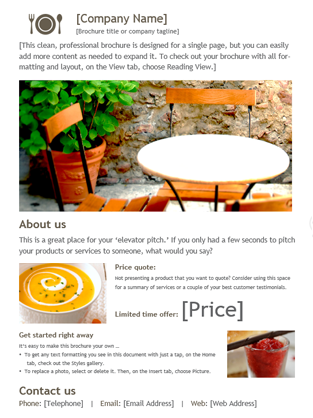 [Company Name]
[Brochure title or company tagline]
[This clean, professional brochure is designed for a single page, but you can easily
add more content as needed to expand it. To check out your brochure with all for-
matting and layout, on the View tab, choose Reading View.]
About us
This is a great place for your ‘elevator pitch.’ If you only had a few seconds to pitch
your products or services to someone, what would you say?
Price quote:
Not presenting a product that you want to quote? Consider using this space
for a summary of services or a couple of your best customer testimonials.
Limited time offer: [Price]
Get started right away
It's easy to make this brochure your own …
• To get any text formatting you see in this document with just a tap, on the Home
tab, check out the Styles gallery.
• To replace a photo, select or delete it. Then, on the Insert tab, choose Picture.
Contact us
Phone: [Telephone] | Email: [Email Address] | Web: [Web Address]